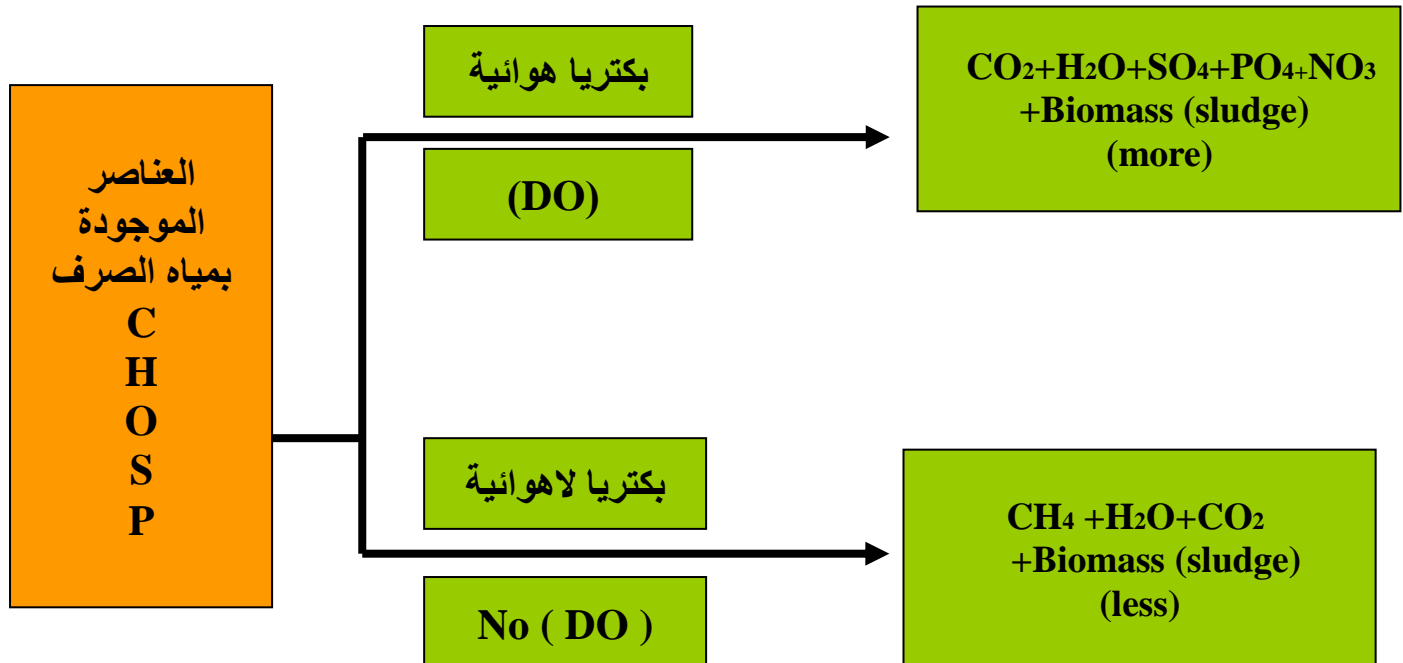 العناصر
الموجودة
بمياه الصرف
C
H
O
S
P
بكتريا هوائية
(DO)
CO2+H2O+SO4+PO4+NO3
+Biomass (sludge)
(more)
بكتريا لاهوائية
No ( DO )
CH4 +H2O+CO2
+Biomass (sludge)
(less)